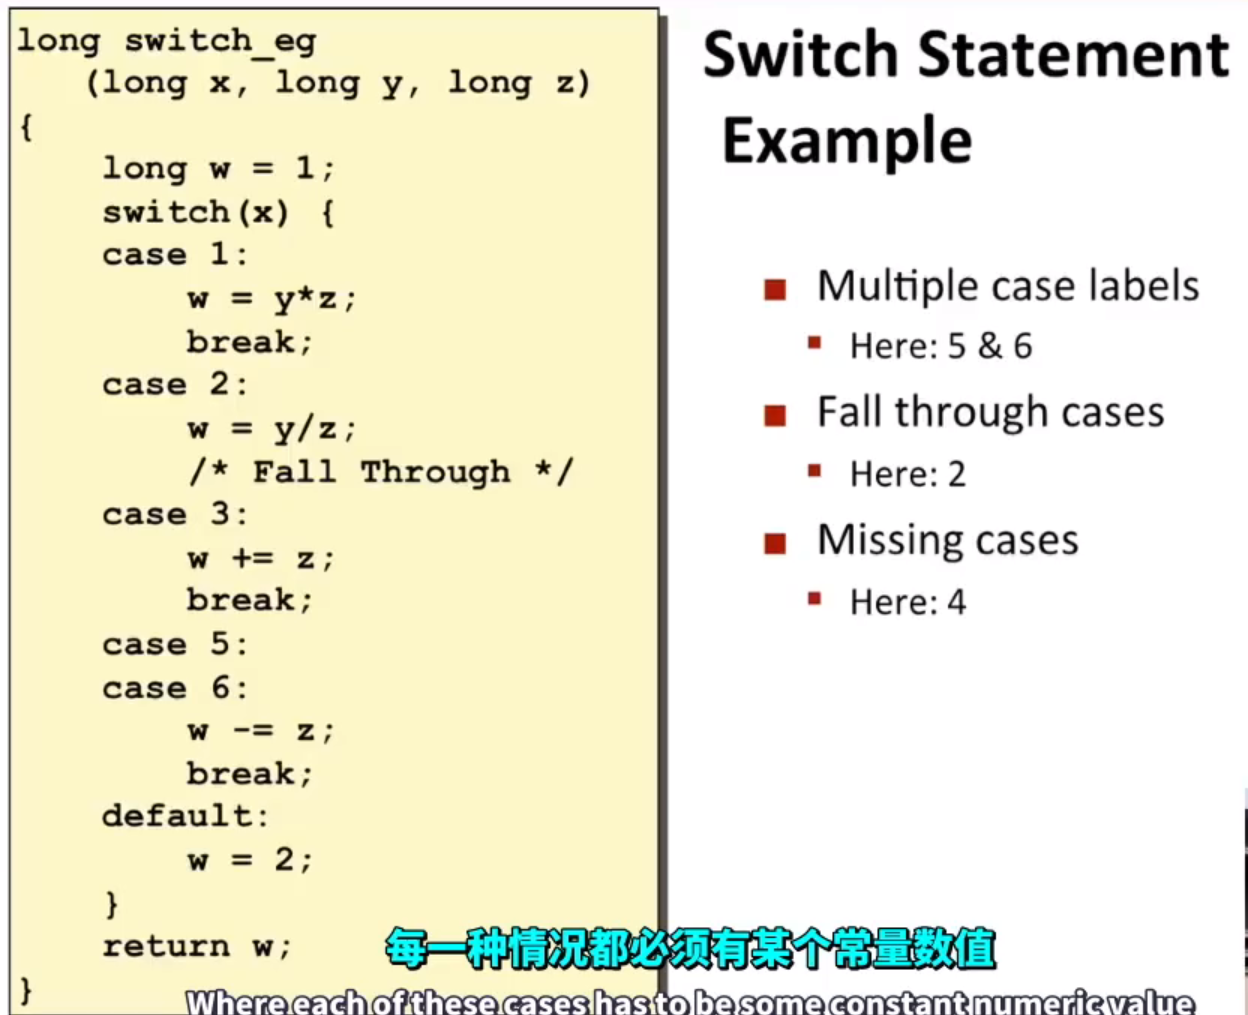 long switch_eg
(long x, long y, long z)
{
long w = 1;
switch(x) {
case 1:
w = y*z;
break;
case 2:
w = y/z;
/* Fall Through */
case 3:
w += z;
break;
case 5:
case 6:
w -= z;
break;
default:
w = 2;
}
return w;
}
Switch Statement
Example
Multiple case labels
Here: 5 & 6
Fall through cases
Here: 2
Missing cases
Here: 4
每一种情况都必须有某个常量数值
Where each of these cases has to be some constant numeric value